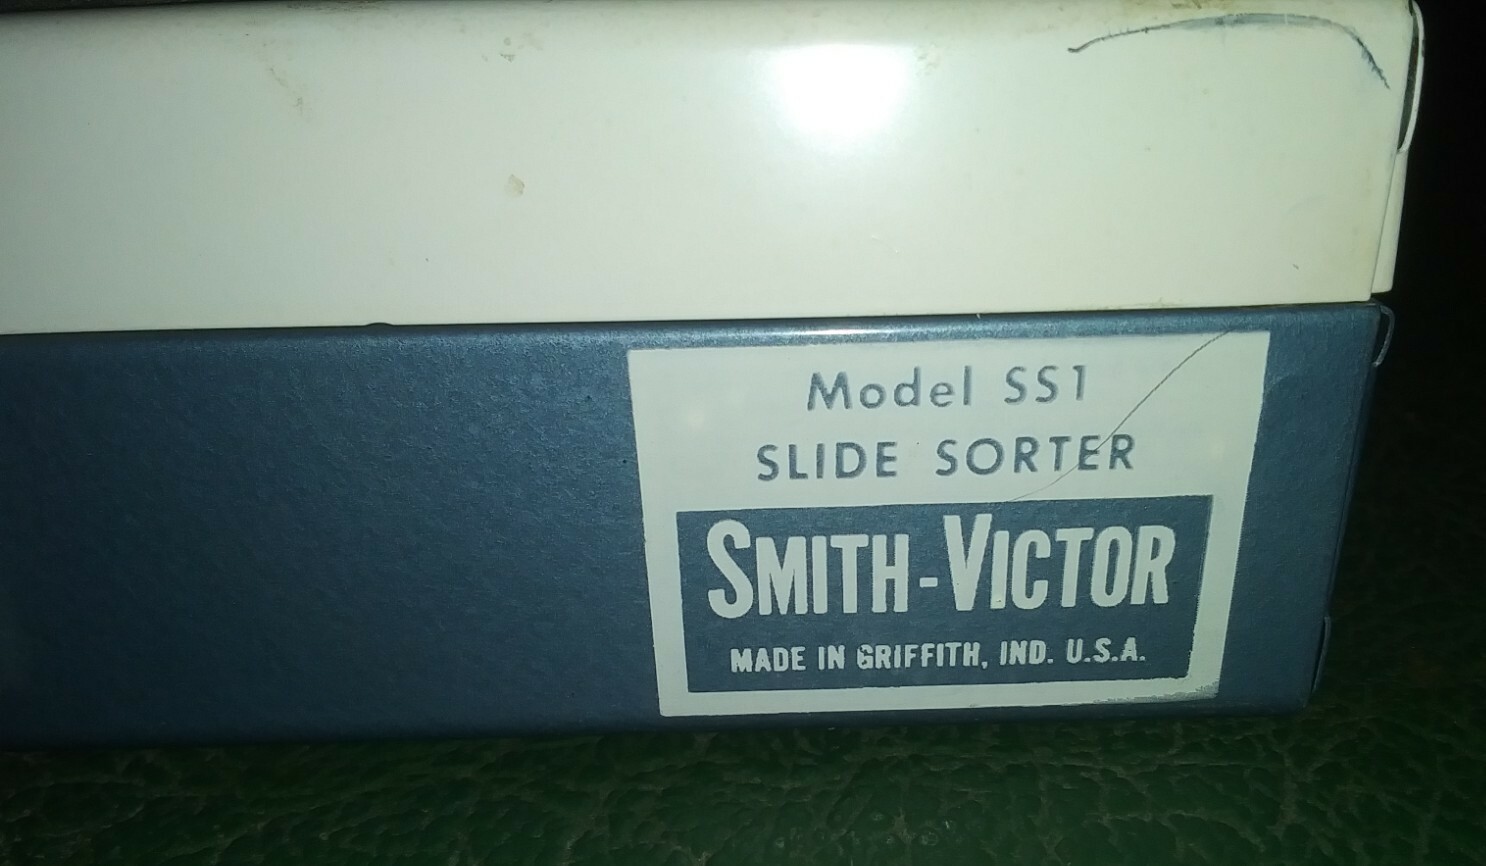 Model SS1
SLIDE SORTER
SMITH-VICTOR
MADE IN GRIFFITH, IND. U.S.A.